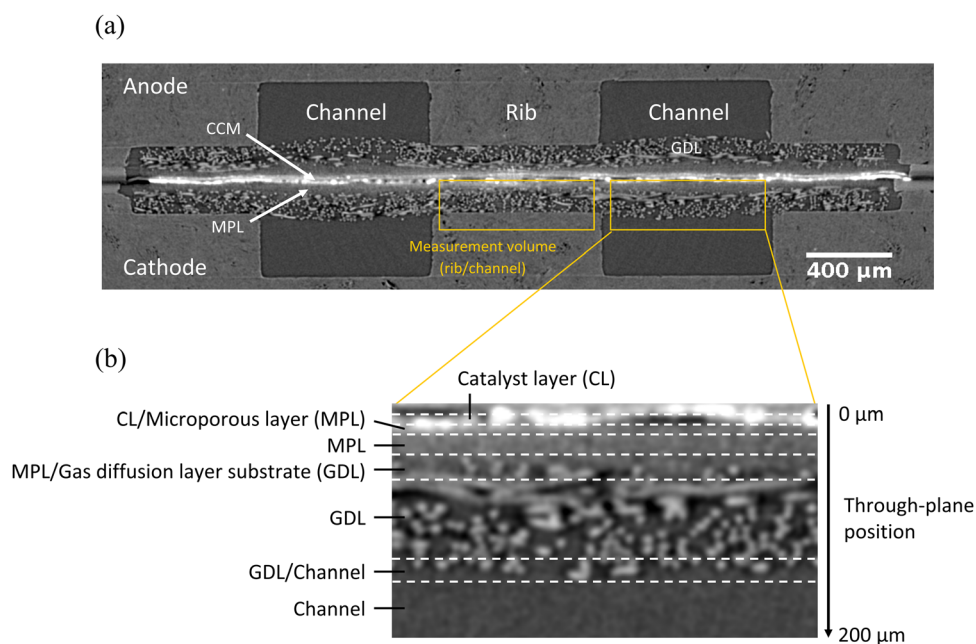 (a)
Anode
Channel
Rib
Channel
CCM
GDL
MPL
Measurement volume
(rib/channel)
Cathode
400 µm
(b)
Catalyst layer (CL)
0 µm
CL/Microporous layer (MPL)
MPL
MPL/Gas diffusion layer substrate (GDL)
GDL
Through-plane
position
GDL/Channel
Channel
200 µm